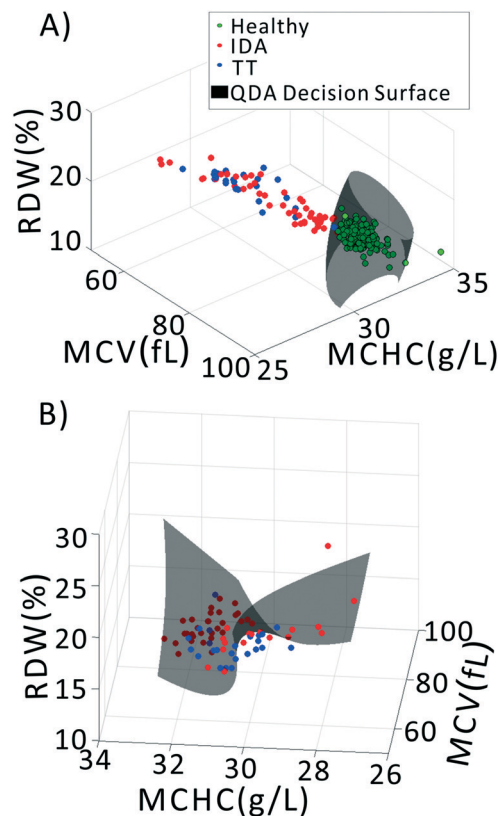 A)
Healthy
IDA
TT
QDA Decision Surface
30
20
10
RDW(%)
60
80
100
MCV(fL)
25
30
35
MCHC(g/L)
B)
30
25
20
15
10
RDW(%)
34
32
30
28
26
MCHC(g/L)
100
80
60
MCV(fL)